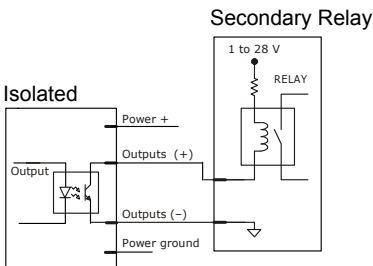 Secondary Relay
1 to 28 V
RELAY
Isolated
Power +
Outputs (+)
Output
Outputs (–)
Power ground